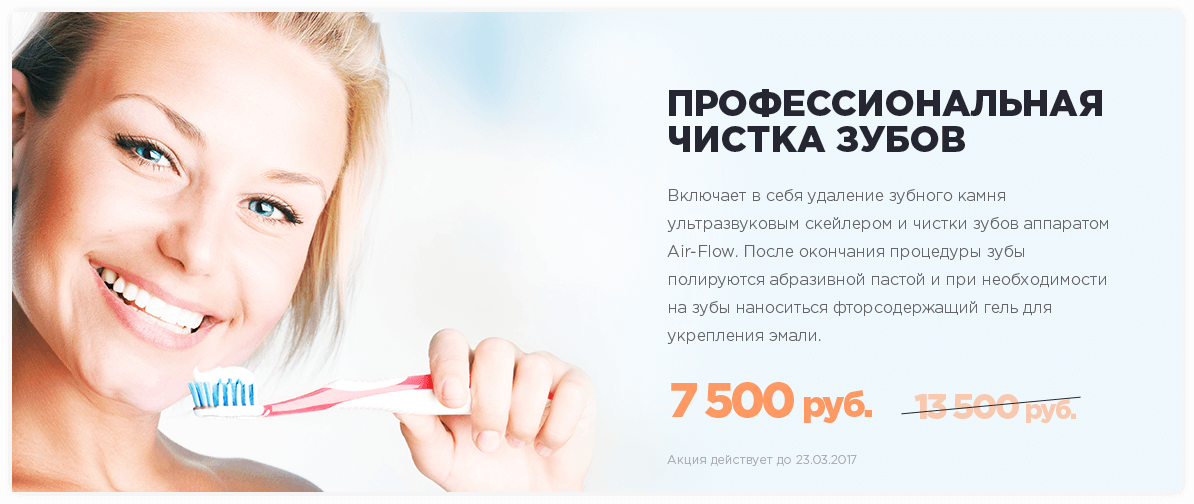 ПРОФЕССИОНАЛЬНАЯ
ЧИСТКА ЗУБОВ
Включает в себя удаление зубного камня
ультразвуковым скейлером и чистки зубов аппаратом
Air-Flow. После окончания процедуры зубы
полируются абразивной пастой и при необходимости
на зубы наноситься фторсодержащий гель для
укрепления эмали.
7 500 руб. 13 500 руб.
Акция действует до 23.03.2017